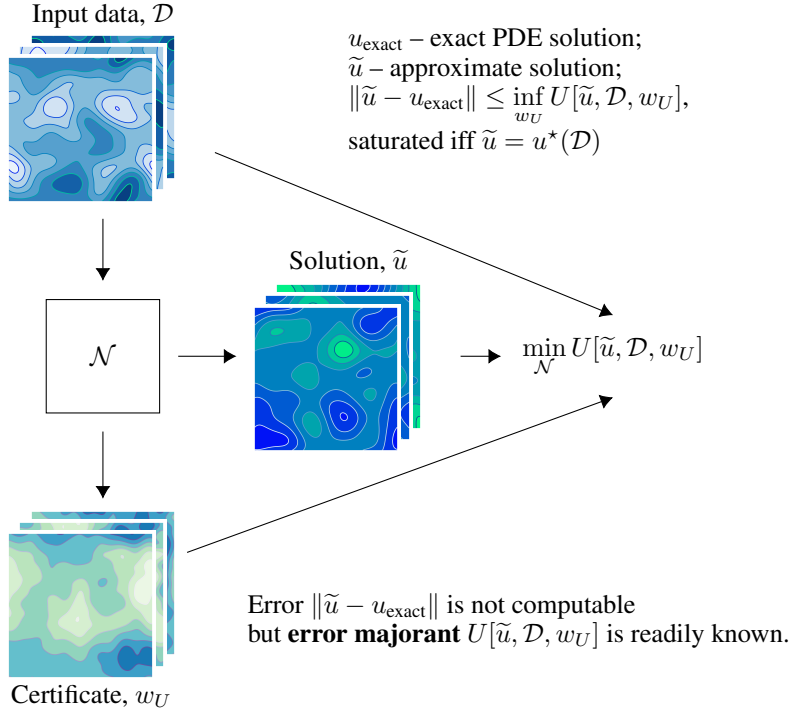 Input data, 𝒟
u_exact – exact PDE solution;
ũ – approximate solution;
‖ũ − u_exact‖ ≤ inf_{w_U} U[ũ, 𝒟, w_U],
saturated iff ũ = u⋆(𝒟)
Solution, ũ
𝒩
min_𝒩 U[ũ, 𝒟, w_U]
Error ‖ũ − u_exact‖ is not computable
but error majorant U[ũ, 𝒟, w_U] is readily known.
Certificate, w_U